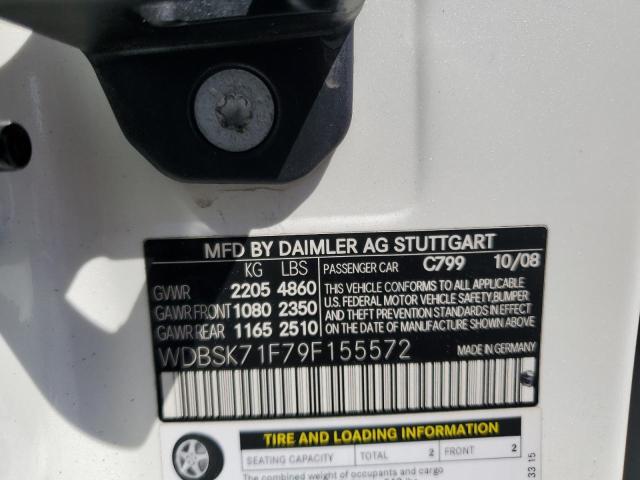 MFD BY DAIMLER AG STUTTGART
KG LBS PASSENGER CAR C799 10/08
GVWR 2205 4860 THIS VEHICLE CONFORMS TO ALL APPLICABLE
GAWR FRONT 1080 2350 U.S. FEDERAL MOTOR VEHICLE SAFETY, BUMPER
AND THEFT PREVENTION STANDARDS IN EFFECT
GAWR REAR 1165 2510 ON THE DATE OF MANUFACTURE SHOWN ABOVE.
WDBSK71F79F155572 MADE IN GERMANY
TIRE AND LOADING INFORMATION
SEATING CAPACITY TOTAL 2 FRONT 2
The combined weight of occupants and cargo
33 15